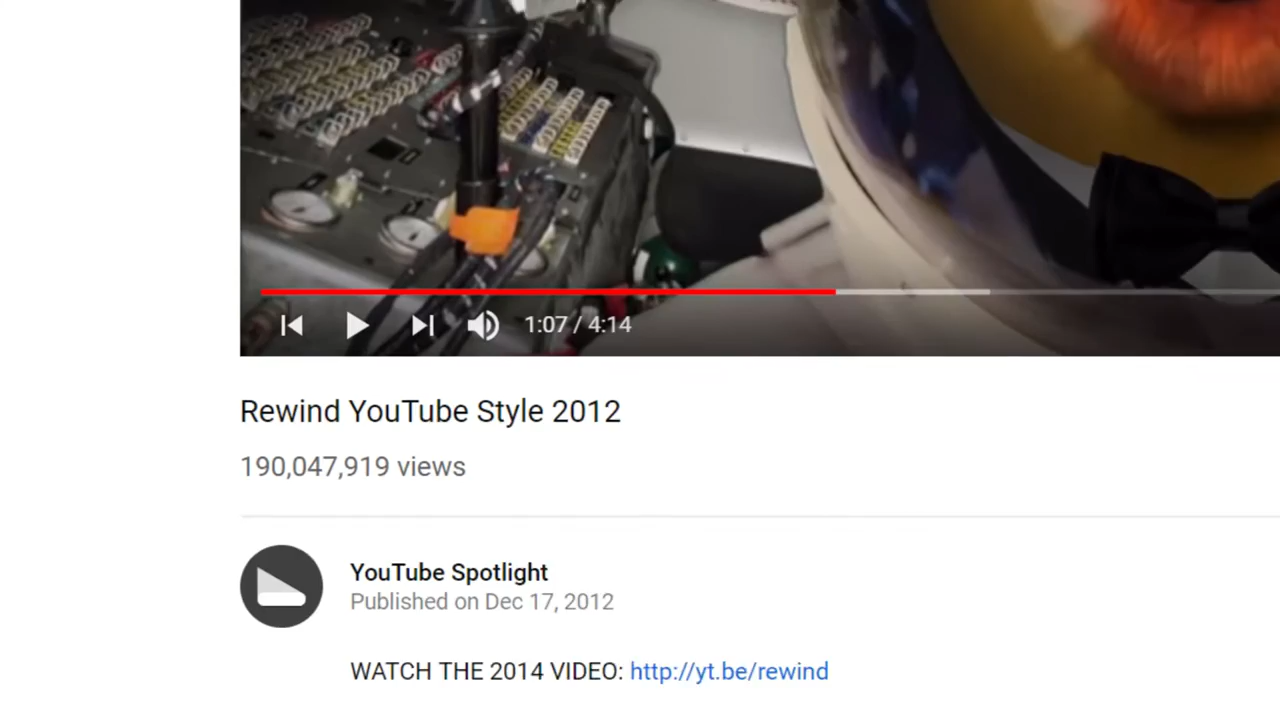 1:07 / 4:14
Rewind YouTube Style 2012
190,047,919 views
YouTube Spotlight
Published on Dec 17, 2012
WATCH THE 2014 VIDEO: http://yt.be/rewind